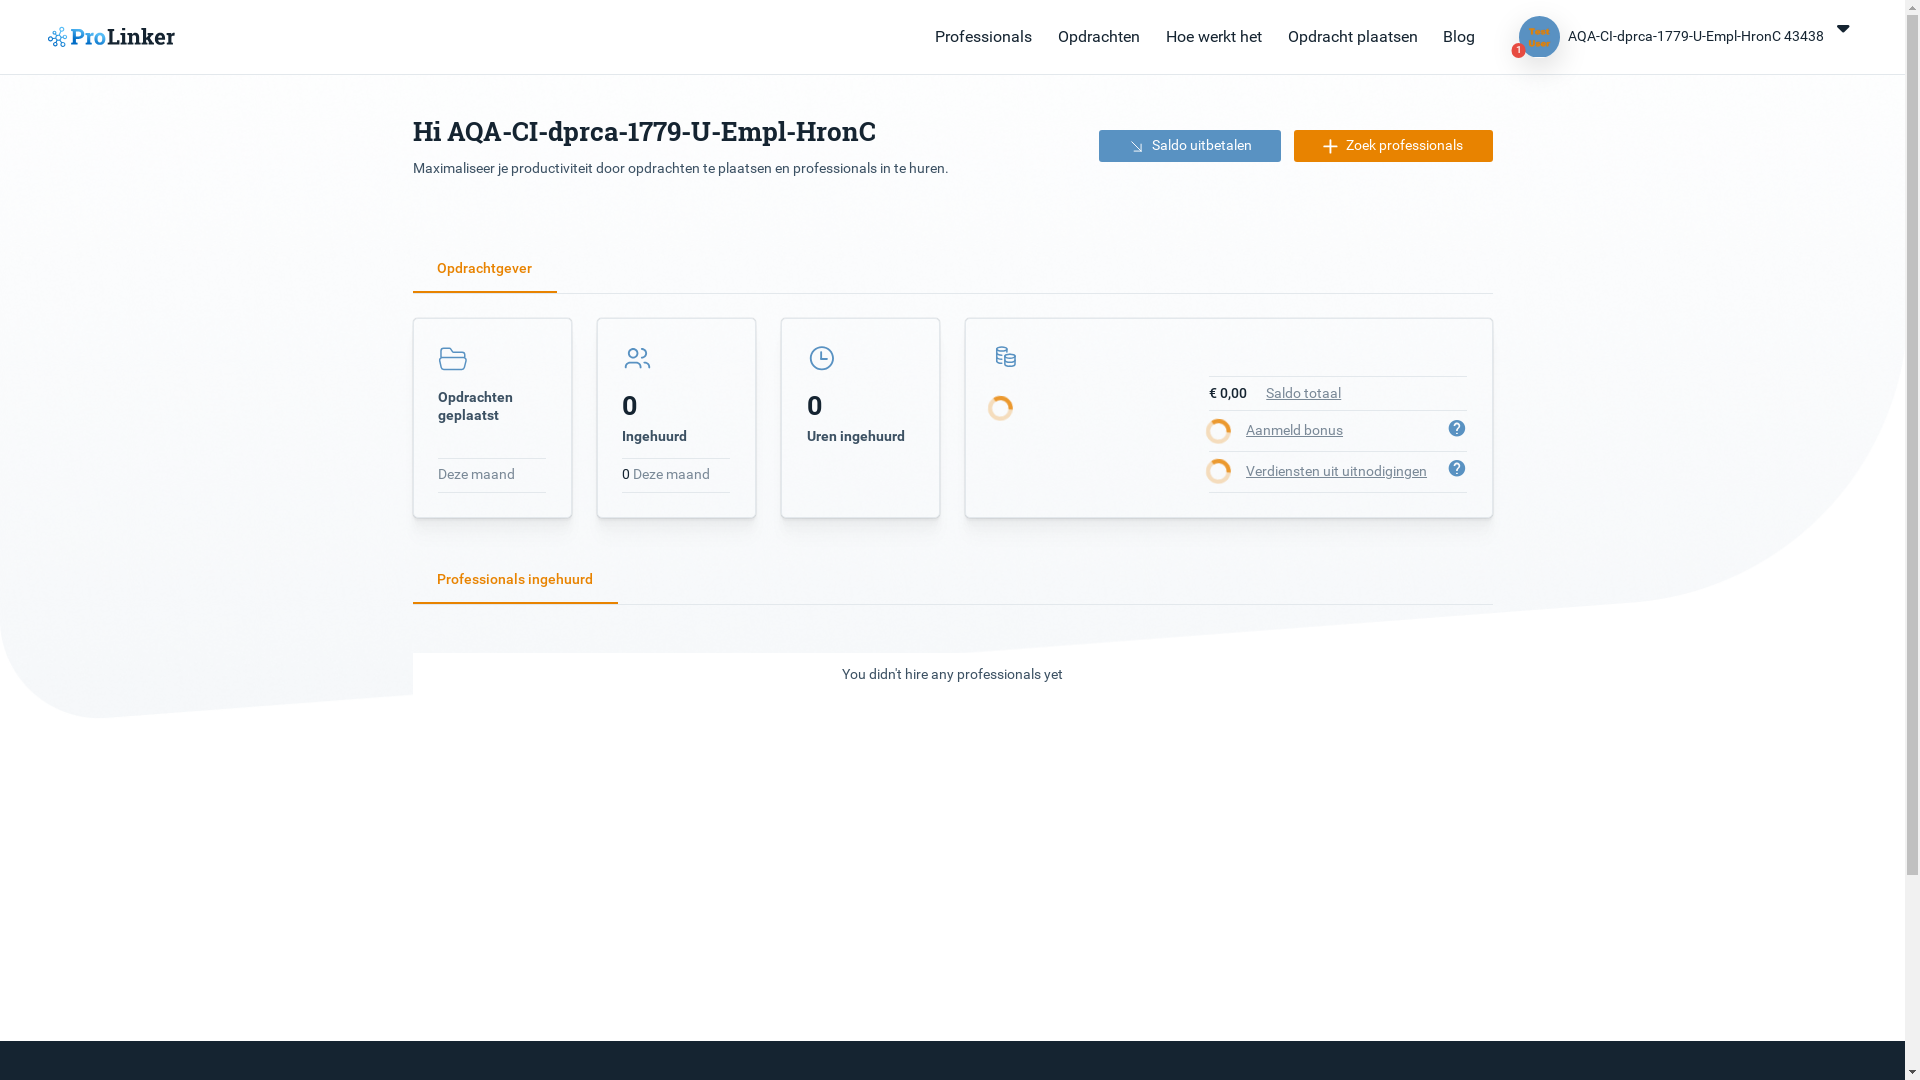 ProLinker
Professionals
Opdrachten
Hoe werkt het
Opdracht plaatsen
Blog
Test
User
1
AQA-CI-dprca-1779-U-Empl-HronC 43438
Hi AQA-CI-dprca-1779-U-Empl-HronC
Maximaliseer je productiviteit door opdrachten te plaatsen en professionals in te huren.
Saldo uitbetalen
Zoek professionals
Opdrachtgever
Opdrachten
geplaatst
Deze maand
0
Ingehuurd
0 Deze maand
0
Uren ingehuurd
€ 0,00 Saldo totaal
Aanmeld bonus
?
Verdiensten uit uitnodigingen
?
Professionals ingehuurd
You didn't hire any professionals yet